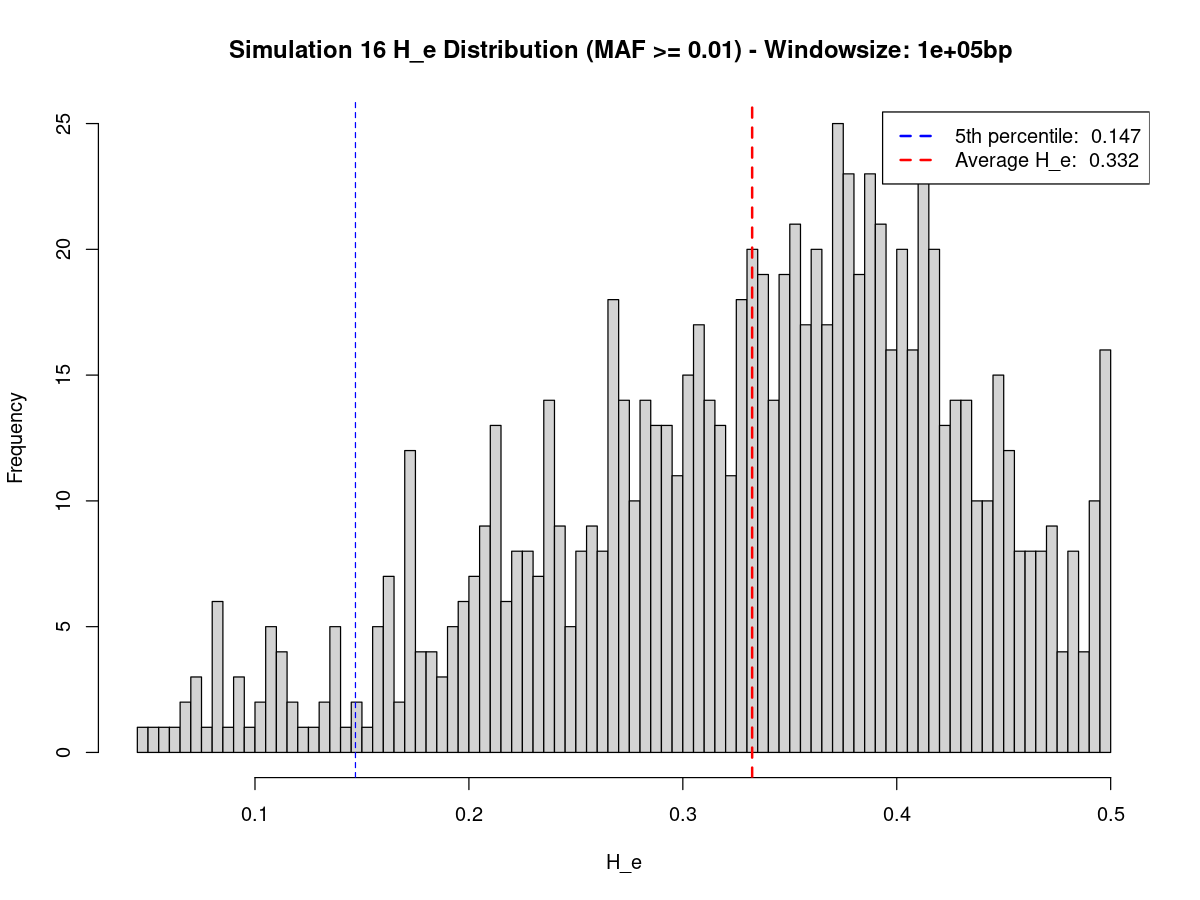 Simulation 16 H_e Distribution (MAF >= 0.01) - Windowsize: 1e+05bp
5th percentile: 0.147
Average H_e: 0.332
Frequency
25
20
15
10
5
0
0.1 0.2 0.3 0.4 0.5
H_e